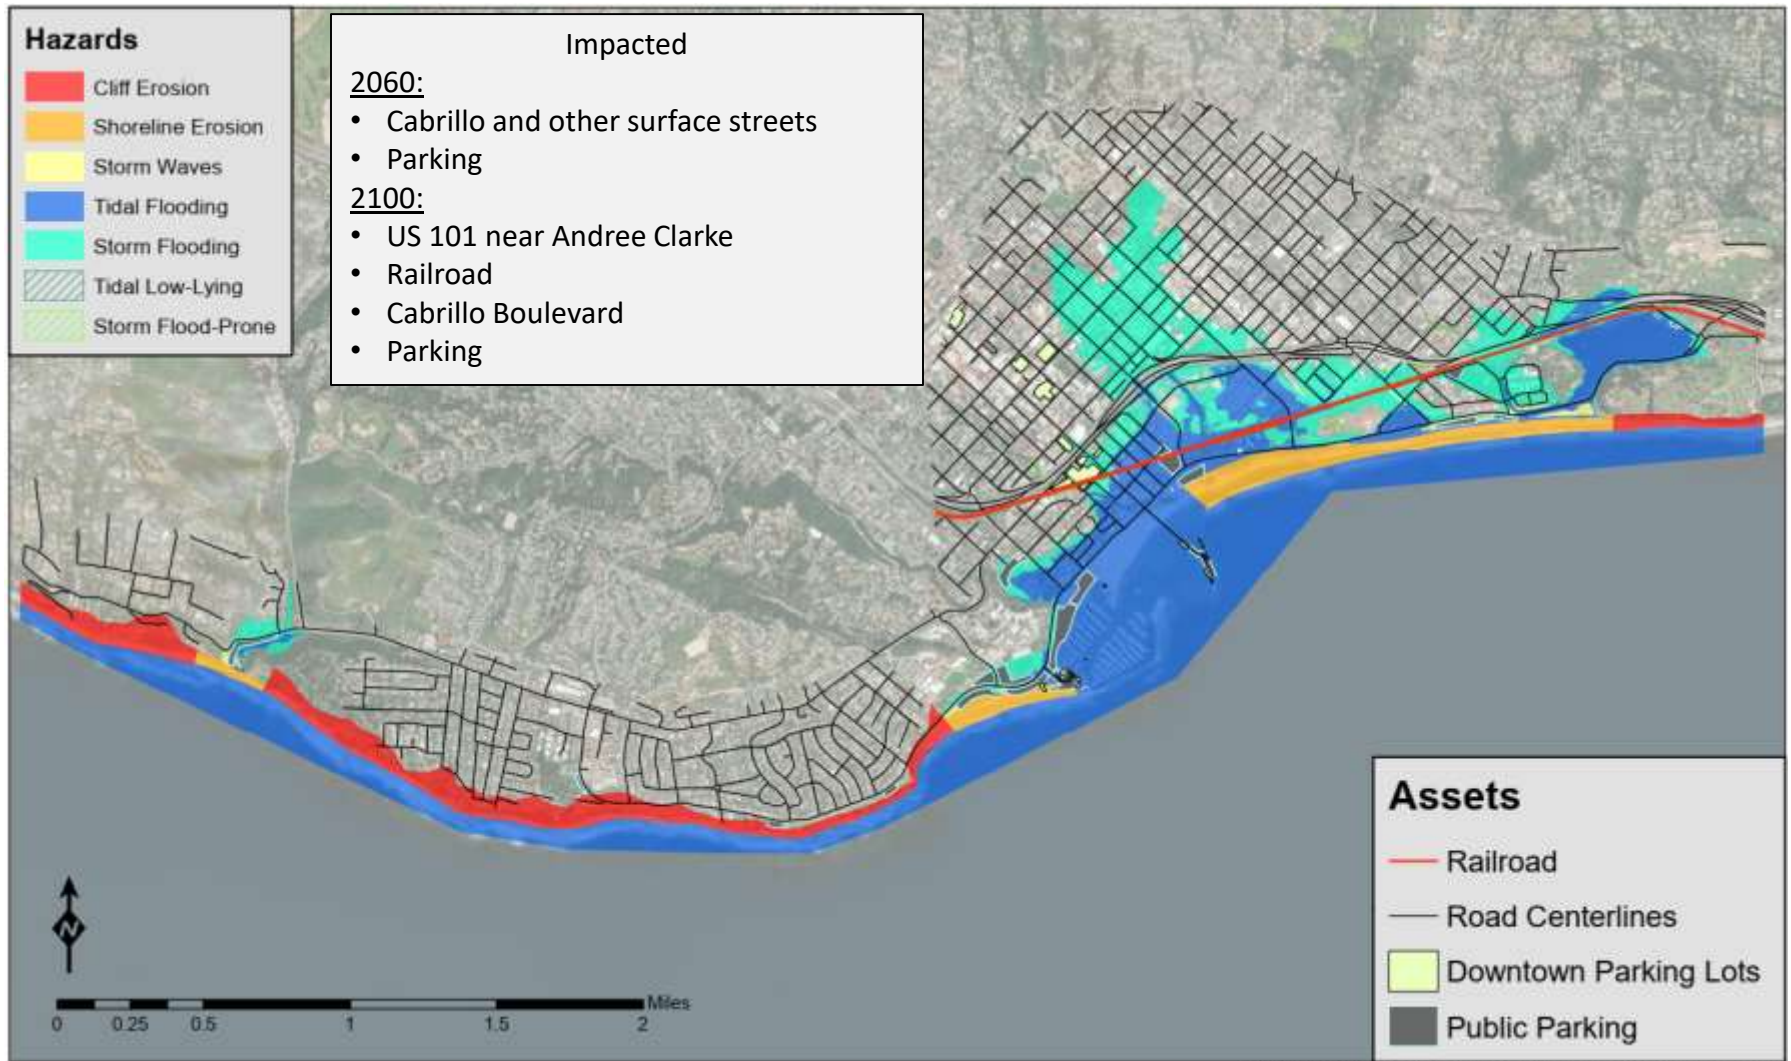 Hazards
Cliff Erosion
Shoreline Erosion
Storm Waves
Tidal Flooding
Storm Flooding
Tidal Low-Lying
Storm Flood-Prone
Impacted
2060:
• Cabrillo and other surface streets
• Parking
2100:
• US 101 near Andree Clarke
• Railroad
• Cabrillo Boulevard
• Parking
N
Miles
0 0.25 0.5 1 1.5 2
Assets
Railroad
Road Centerlines
Downtown Parking Lots
Public Parking